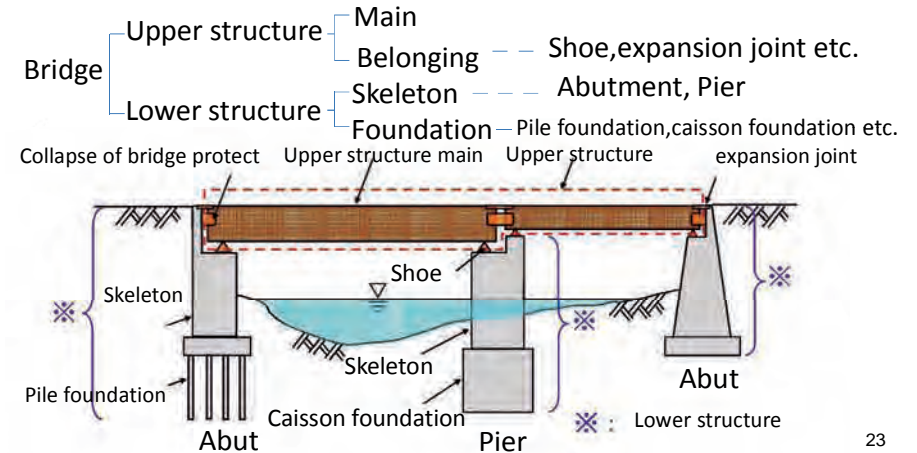 Main
Upper structure
Belonging
Shoe,expansion joint etc.
Bridge
Skeleton
Abutment, Pier
Lower structure
Foundation
Pile foundation,caisson foundation etc.
Collapse of bridge protect
Upper structure main
Upper structure
expansion joint
Shoe
Skeleton
※
※
※
Skeleton
Pile foundation
Caisson foundation
Abut
Abut
Pier
※ : Lower structure
23